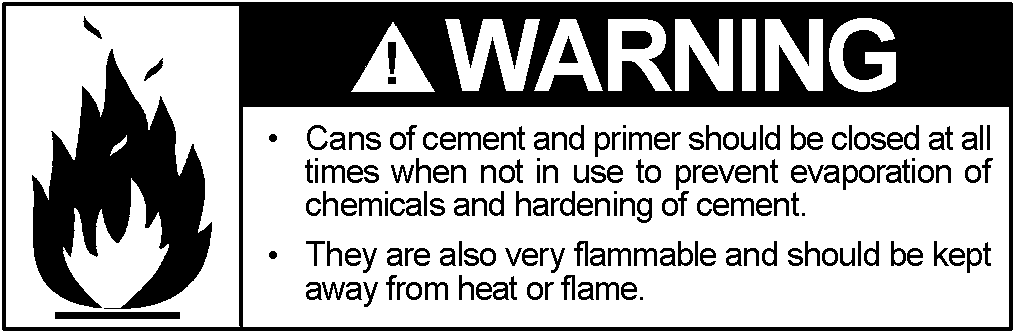 ! WARNING
• Cans of cement and primer should be closed at all
times when not in use to prevent evaporation of
chemicals and hardening of cement.
• They are also very flammable and should be kept
away from heat or flame.